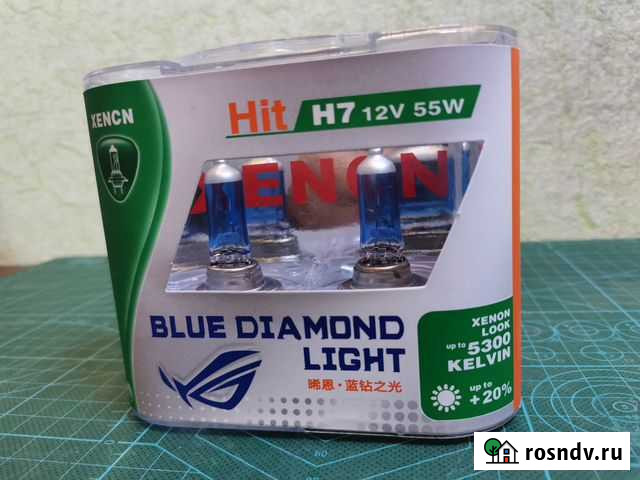 XENCN
Hit H7 12V 55W
XENCN
BLUE DIAMOND
LIGHT
晞恩·蓝钻之光
XENON
LOOK
up to 5300
KELVIN
up to
+20%
rosndv.ru